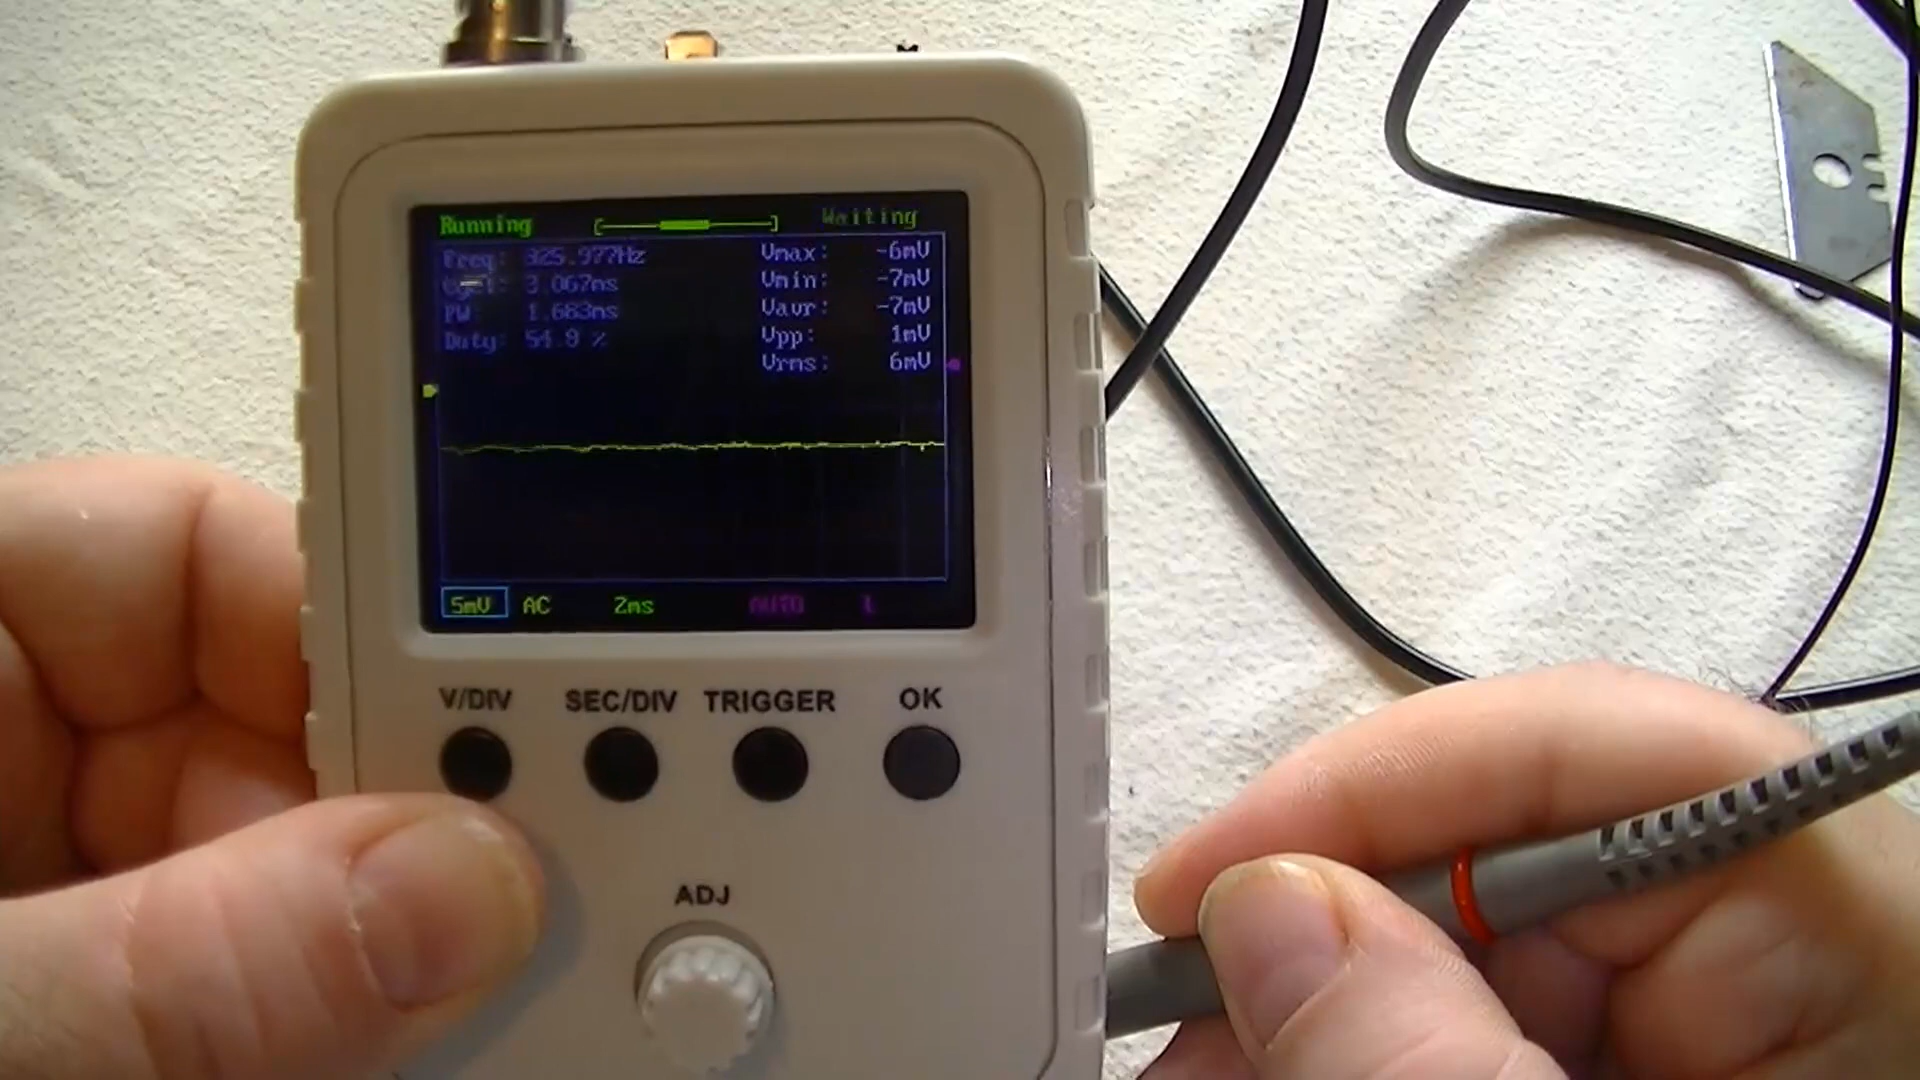 Running Waiting
Freq: 325.977Hz Vmax: -6mV
Cycl: 3.067ms Vmin: -7mV
PW: 1.683ms Vavr: -7mV
Duty: 54.9 % Vpp: 1mV
Vrms: 6mV
5mV AC 2ms AUTO
V/DIV SEC/DIV TRIGGER OK
ADJ